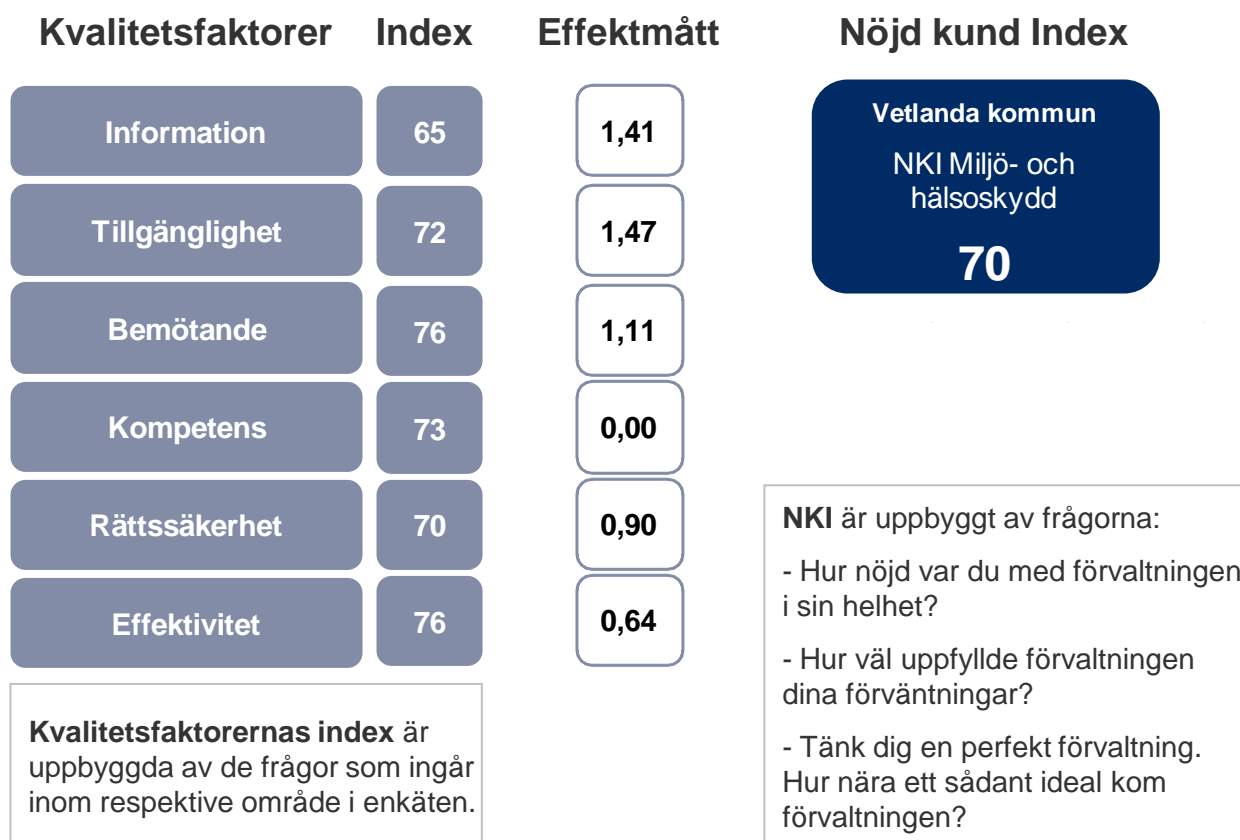 Kvalitetsfaktorer Index Effektmått Nöjd kund Index
Information 65 1,41
Tillgänglighet 72 1,47
Bemötande 76 1,11
Kompetens 73 0,00
Rättssäkerhet 70 0,90
Effektivitet 76 0,64
Vetlanda kommun
NKI Miljö- och
hälsoskydd
70
Kvalitetsfaktorernas index är
uppbyggda av de frågor som ingår
inom respektive område i enkäten.
NKI är uppbyggt av frågorna:
- Hur nöjd var du med förvaltningen
i sin helhet?
- Hur väl uppfyllde förvaltningen
dina förväntningar?
- Tänk dig en perfekt förvaltning.
Hur nära ett sådant ideal kom
förvaltningen?